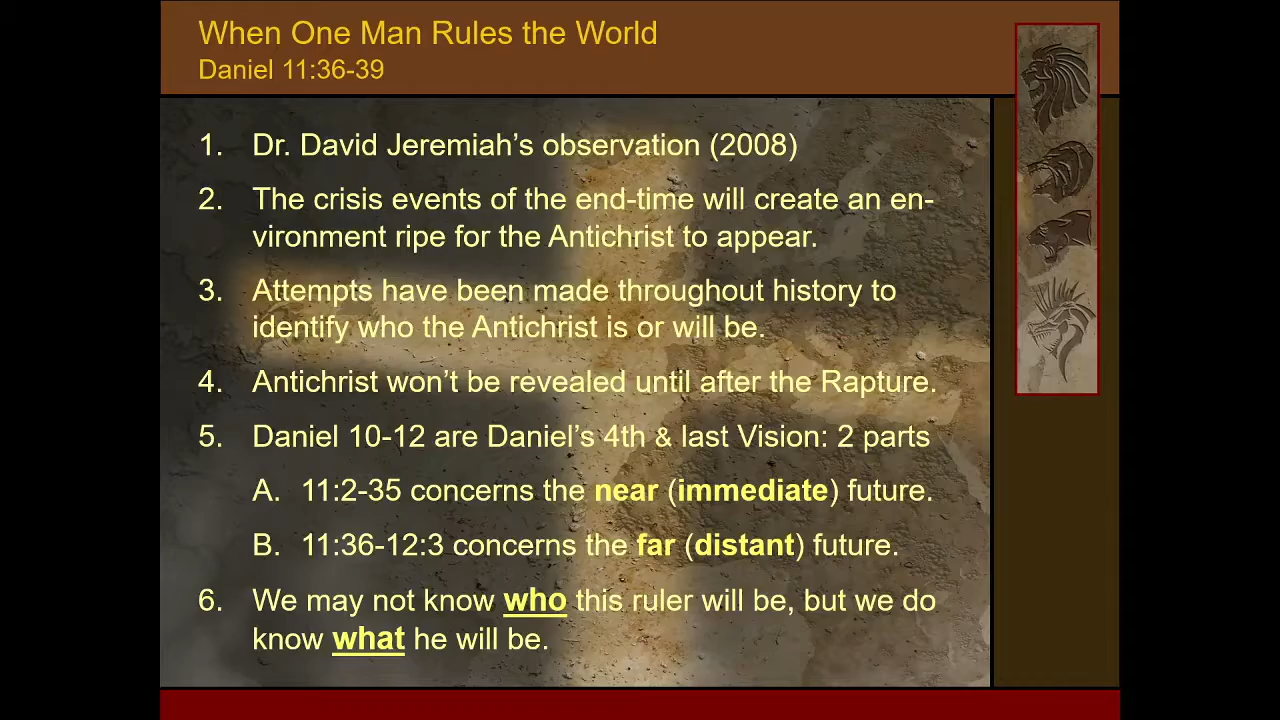 When One Man Rules the World
Daniel 11:36-39
1. Dr. David Jeremiah’s observation (2008)
2. The crisis events of the end-time will create an en-
vironment ripe for the Antichrist to appear.
3. Attempts have been made throughout history to
identify who the Antichrist is or will be.
4. Antichrist won’t be revealed until after the Rapture.
5. Daniel 10-12 are Daniel’s 4th & last Vision: 2 parts
A. 11:2-35 concerns the near (immediate) future.
B. 11:36-12:3 concerns the far (distant) future.
6. We may not know who this ruler will be, but we do
know what he will be.